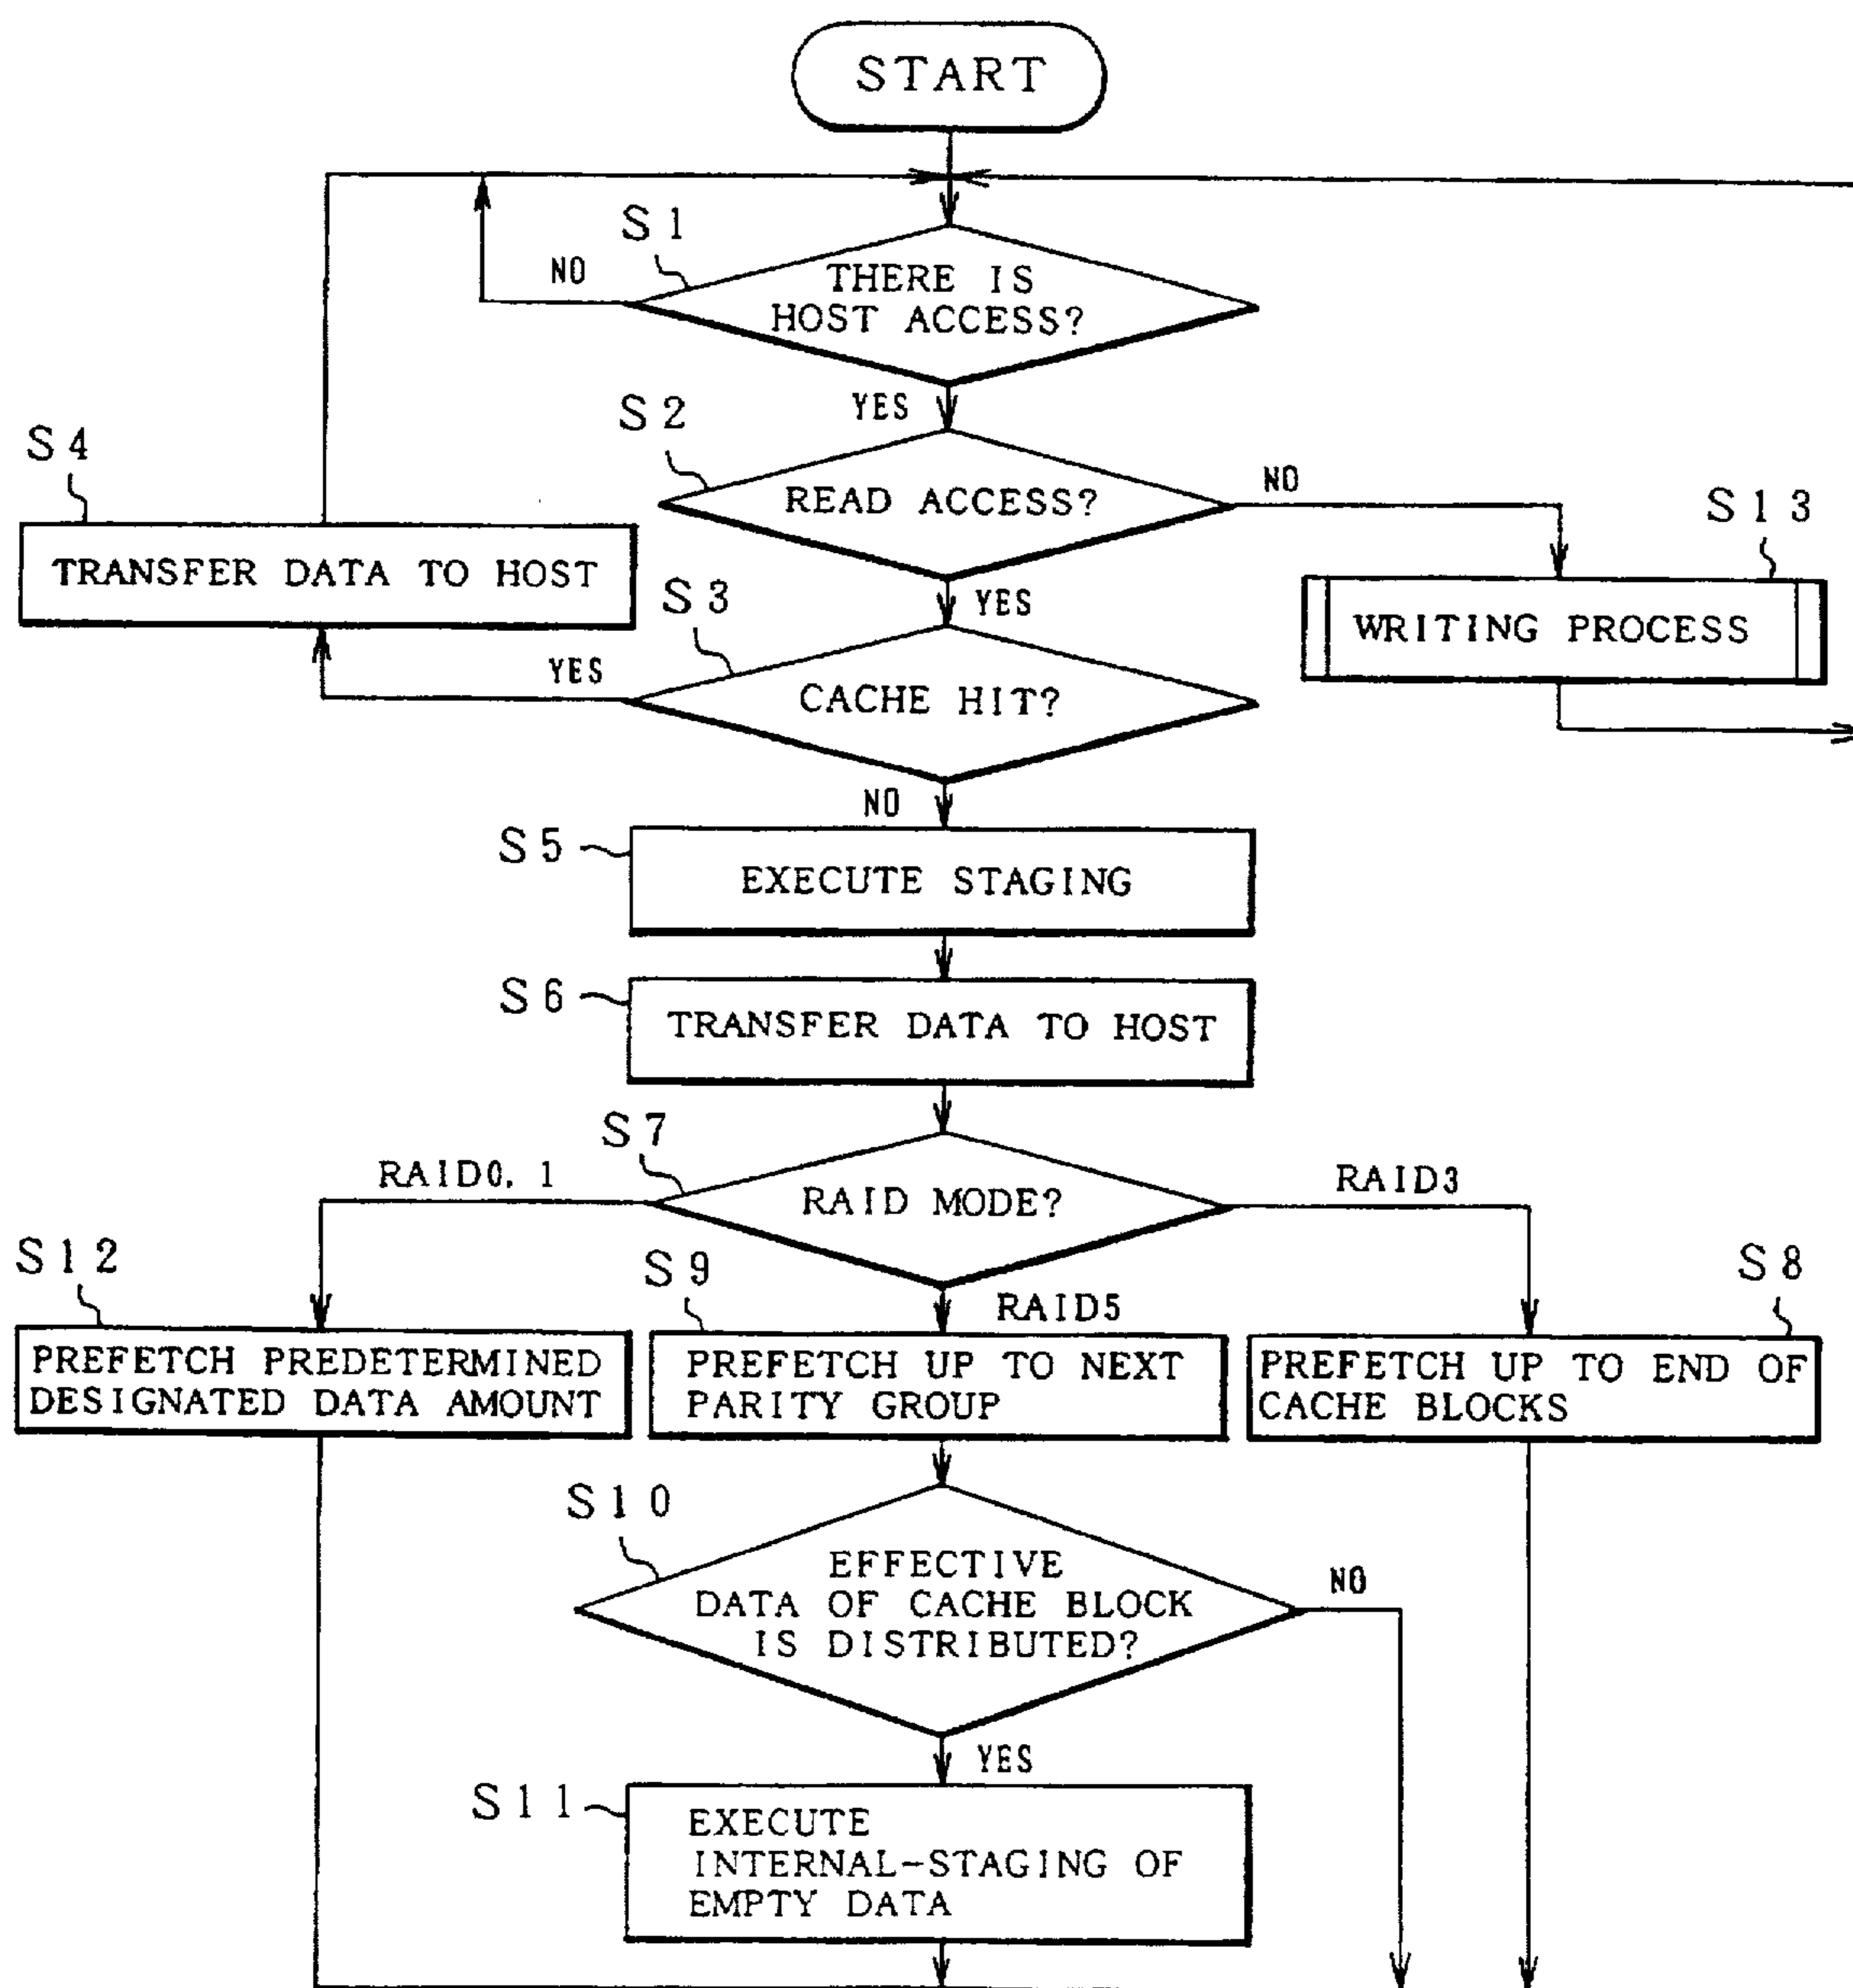 START
S1
NO
THERE IS
HOST ACCESS?
YES
S2
READ ACCESS?
NO
S4
TRANSFER DATA TO HOST
S13
WRITING PROCESS
YES
S3
YES
CACHE HIT?
NO
S5
EXECUTE STAGING
S6
TRANSFER DATA TO HOST
S7
RAID0, 1
RAID MODE?
RAID3
S12
PREFETCH PREDETERMINED
DESIGNATED DATA AMOUNT
S9
RAID5
PREFETCH UP TO NEXT
PARITY GROUP
S8
PREFETCH UP TO END OF
CACHE BLOCKS
S10
EFFECTIVE
DATA OF CACHE BLOCK
IS DISTRIBUTED?
NO
YES
S11
EXECUTE
INTERNAL-STAGING OF
EMPTY DATA